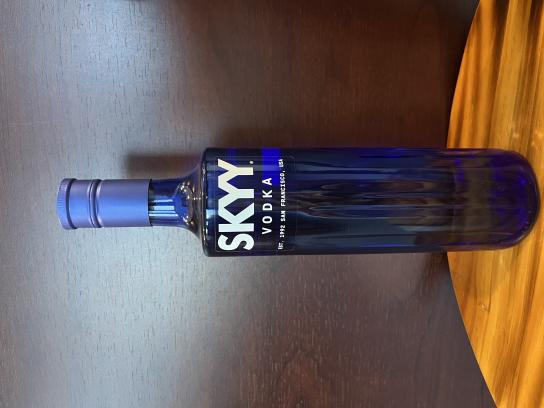 SKYY
VODKA
EST. 1992 SAN FRANCISCO, USA